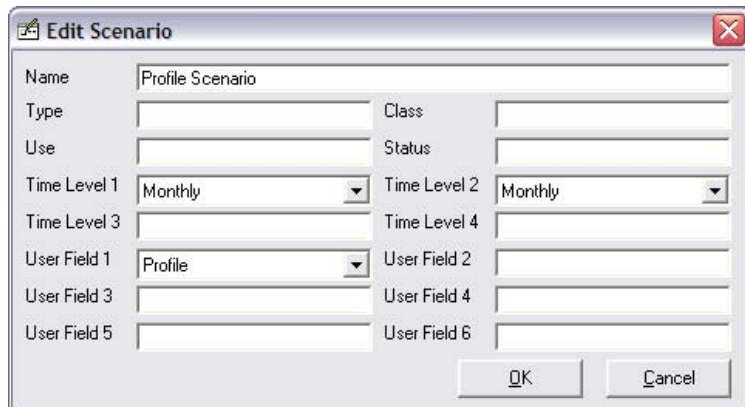 Edit Scenario
Name Profile Scenario
Type Class
Use Status
Time Level 1 Monthly Time Level 2 Monthly
Time Level 3 Time Level 4
User Field 1 Profile User Field 2
User Field 3 User Field 4
User Field 5 User Field 6
OK Cancel